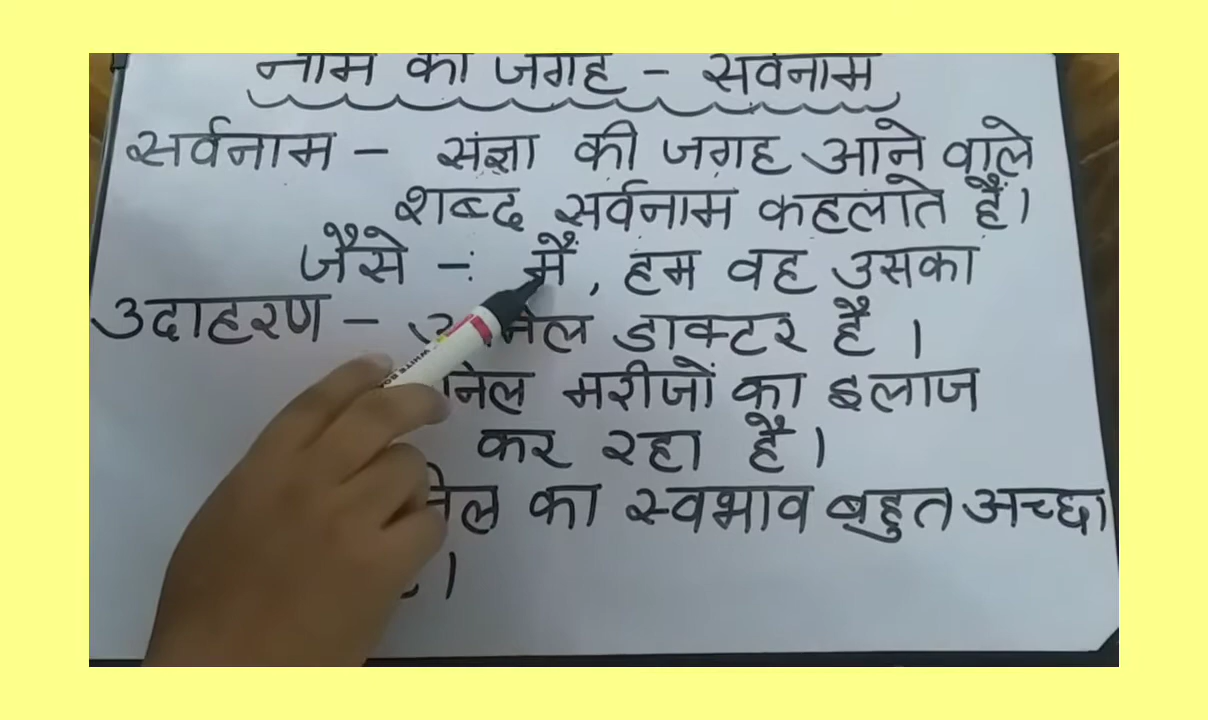 नाम की जगह - सर्वनाम
सर्वनाम - संज्ञा की जगह आने वाले
शब्द सर्वनाम कहलाते हैं।
जैसे -: मैं, हम वह उसका
उदाहरण - डाक्टर है।
मरीजों का इलाज
कर रहा है।
का स्वभाव बहुत अच्छा
।